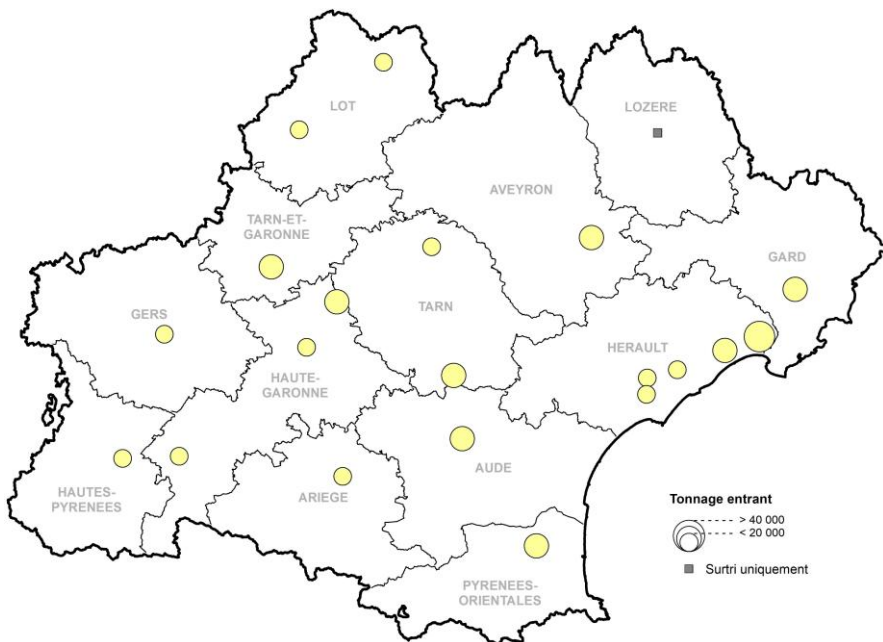 LOT
LOZERE
AVEYRON
TARN-ET-
GARONNE
GARD
TARN
GERS
HERAULT
HAUTE-
GARONNE
AUDE
HAUTES-
PYRENEES
ARIEGE
Tonnage entrant
> 40 000
< 20 000
Surtri uniquement
PYRENEES-
ORIENTALES